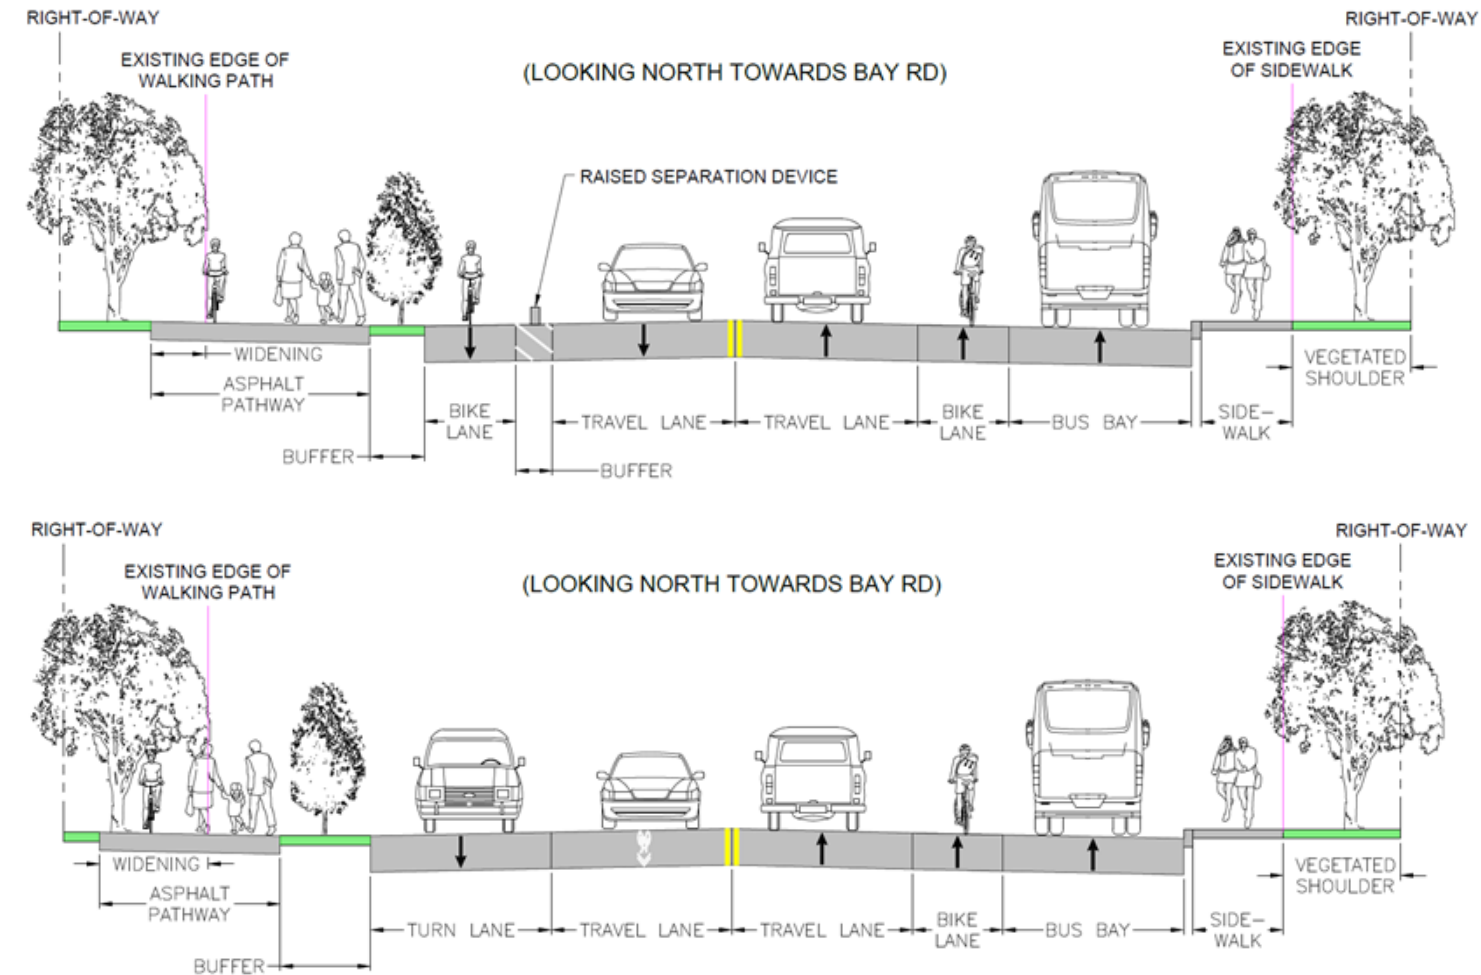 RIGHT-OF-WAY
RIGHT-OF-WAY
EXISTING EDGE OF
WALKING PATH
(LOOKING NORTH TOWARDS BAY RD)
EXISTING EDGE
OF SIDEWALK
RAISED SEPARATION DEVICE
WIDENING
ASPHALT
PATHWAY
BUFFER
BIKE
LANE
BUFFER
TRAVEL LANE
TRAVEL LANE
BIKE
LANE
BUS BAY
SIDE-
WALK
VEGETATED
SHOULDER
RIGHT-OF-WAY
RIGHT-OF-WAY
EXISTING EDGE OF
WALKING PATH
(LOOKING NORTH TOWARDS BAY RD)
EXISTING EDGE
OF SIDEWALK
WIDENING
ASPHALT
PATHWAY
BUFFER
TURN LANE
TRAVEL LANE
TRAVEL LANE
BIKE
LANE
BUS BAY
SIDE-
WALK
VEGETATED
SHOULDER